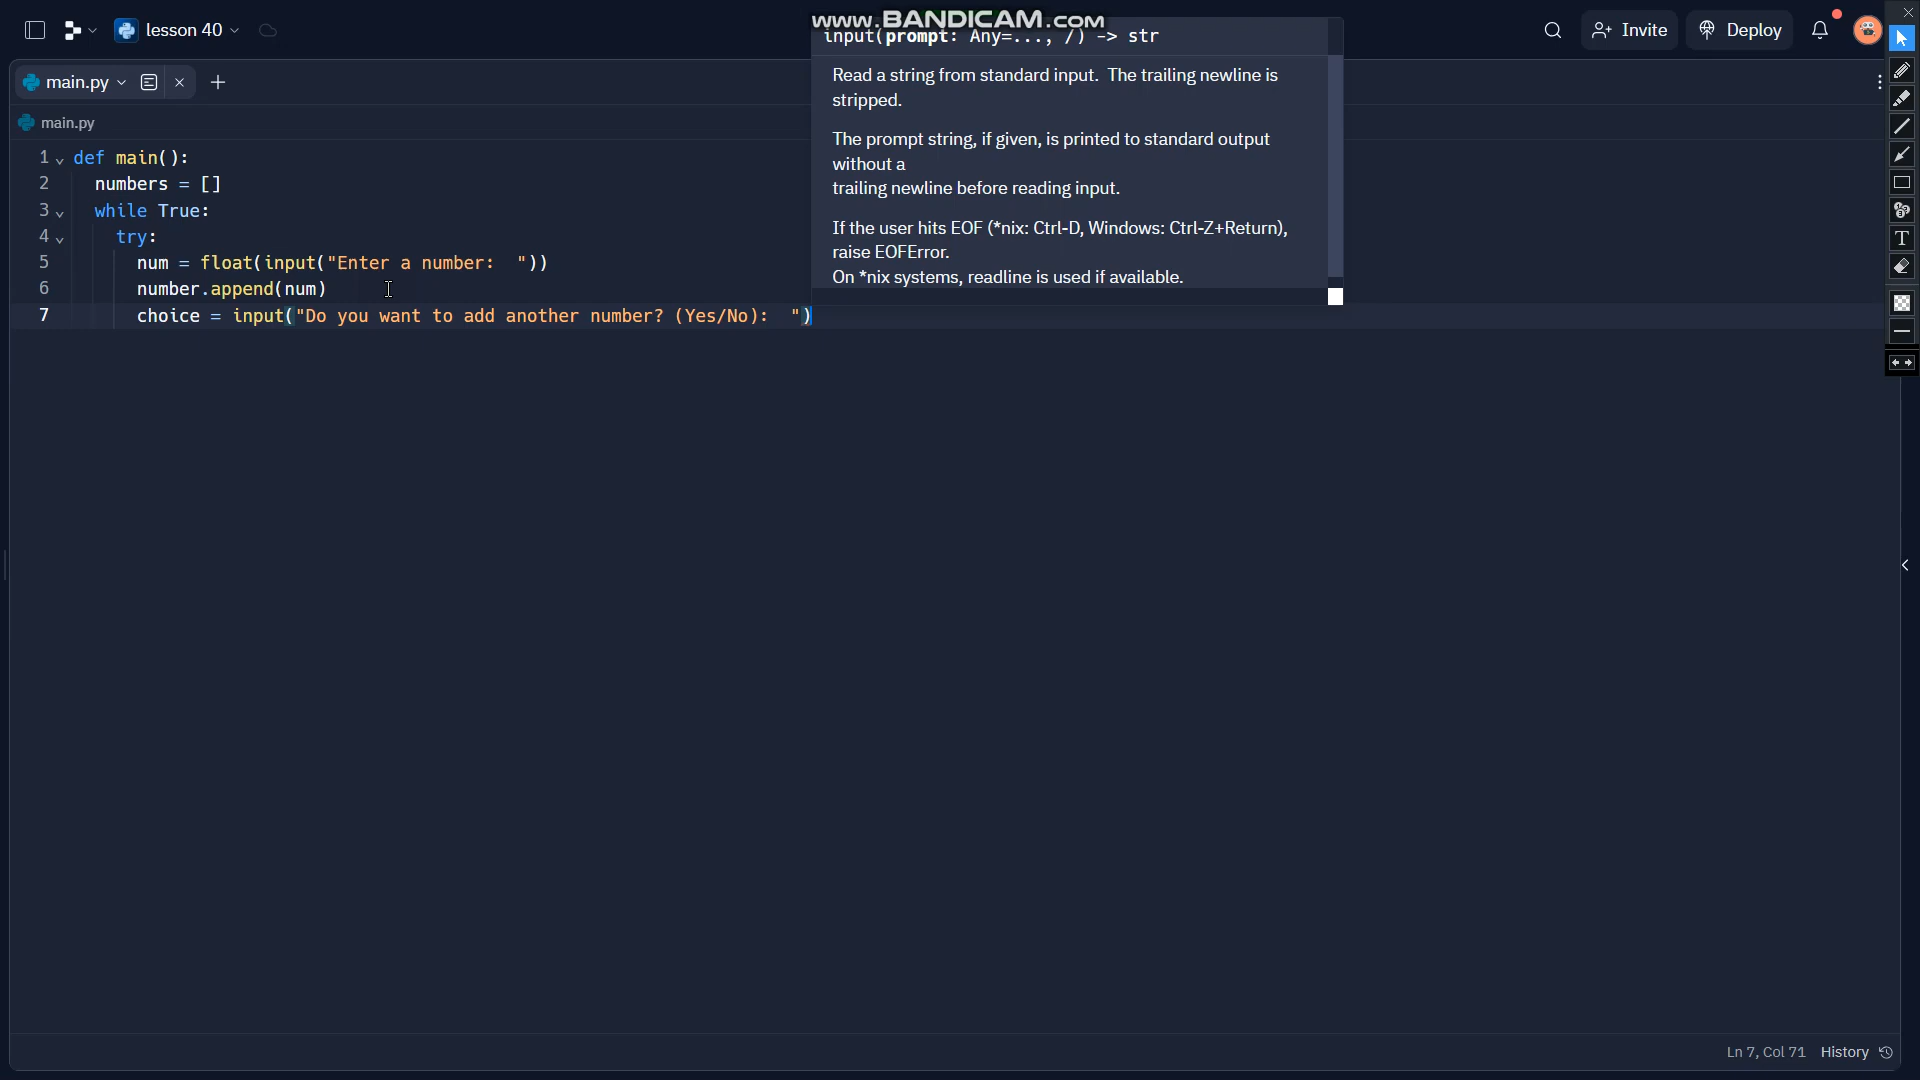 www.BANDICAM.com
lesson 40
Invite
Deploy
input(prompt: Any=..., /) -> str
main.py
main.py
Read a string from standard input.  The trailing newline is
stripped.
The prompt string, if given, is printed to standard output
without a
trailing newline before reading input.
If the user hits EOF (*nix: Ctrl-D, Windows: Ctrl-Z+Return),
raise EOFError.
On *nix systems, readline is used if available.
1 def main():
2   numbers = []
3   while True:
4     try:
5       num = float(input("Enter a number:  "))
6       number.append(num)
7       choice = input("Do you want to add another number? (Yes/No):  ")
T
Ln 7, Col 71 History